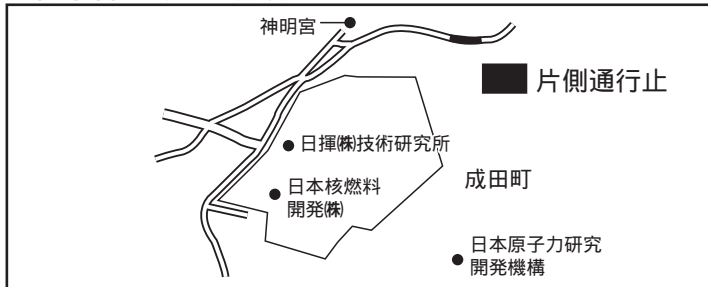 神明宮
片側通行止
日揮㈱技術研究所
日本核燃料
開発㈱
成田町
日本原子力研究
開発機構